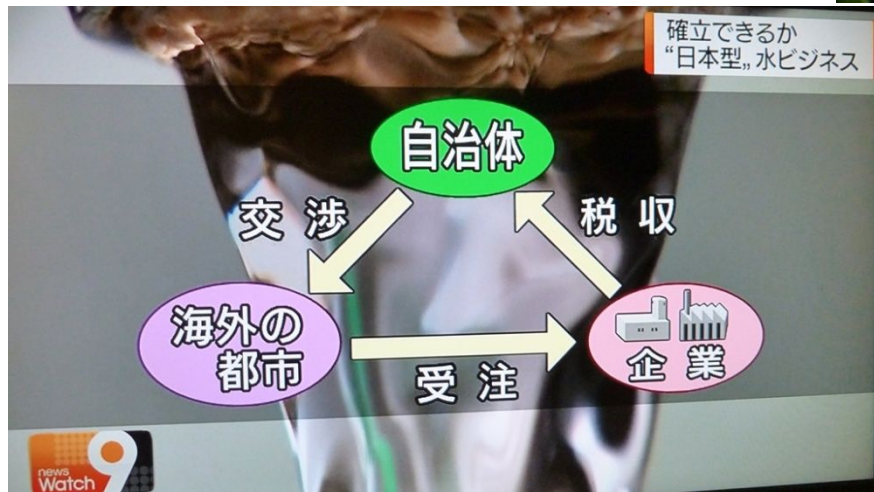 確立できるか
“日本型„水ビジネス
自治体
交渉
税収
海外の
都市
受注
企業
news
Watch
9